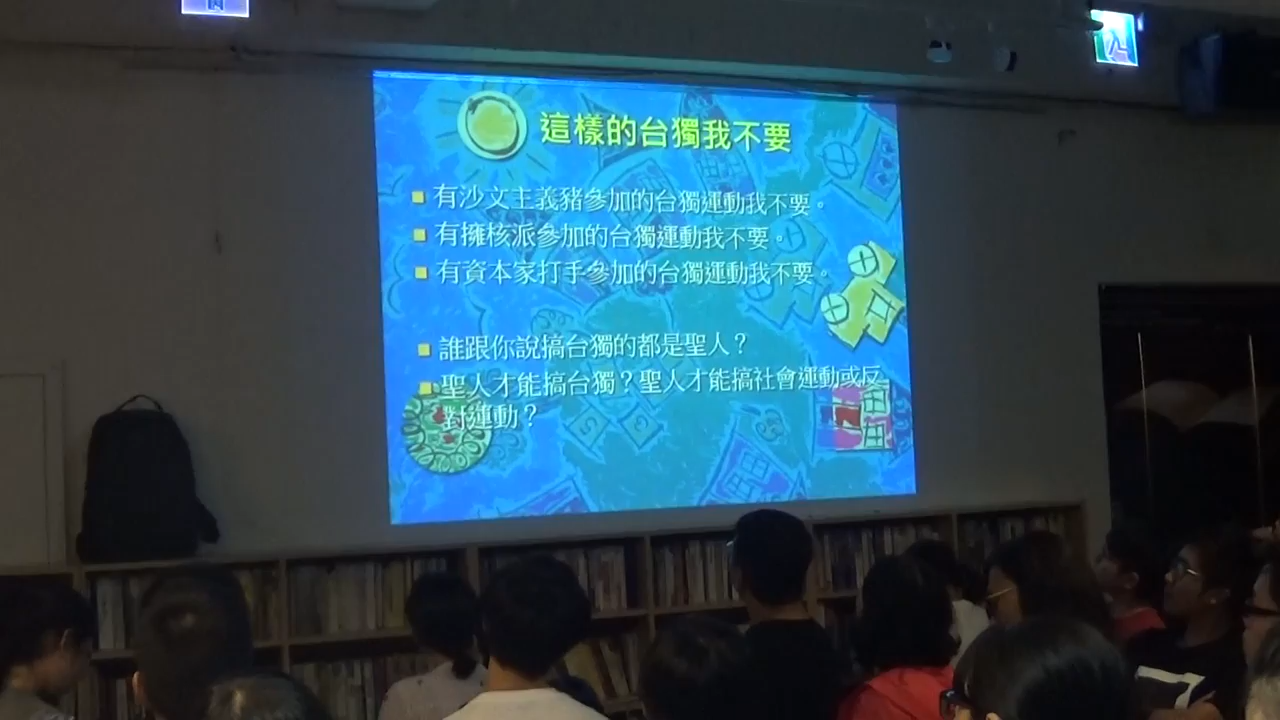 這樣的台獨我不要
有沙文主義豬參加的台獨運動我不要。
有擁核派參加的台獨運動我不要。
有資本家打手參加的台獨運動我不要。
誰跟你說搞台獨的都是聖人？
聖人才能搞台獨？聖人才能搞社會運動或反
對運動？